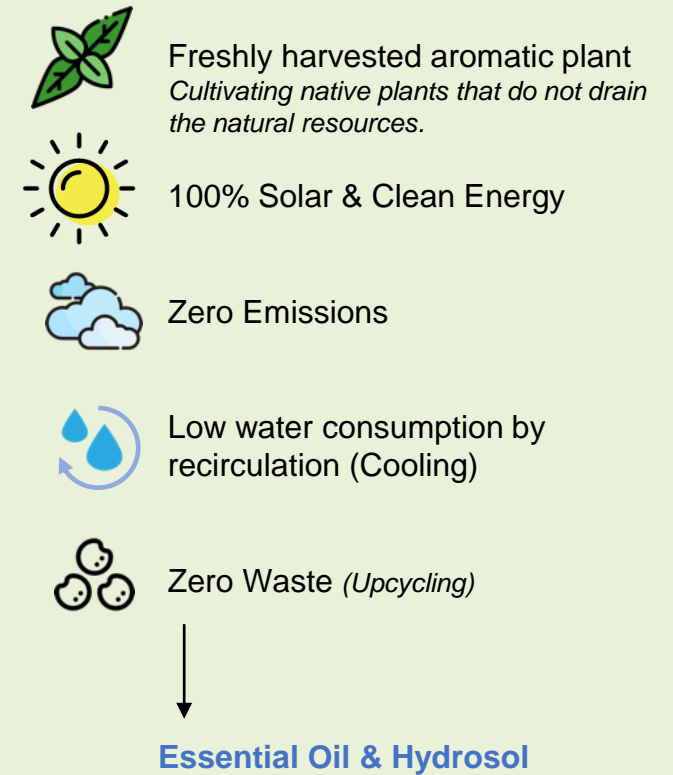 Freshly harvested aromatic plant
Cultivating native plants that do not drain
the natural resources.
100% Solar & Clean Energy
Zero Emissions
Low water consumption by
recirculation (Cooling)
Zero Waste (Upcycling)
Essential Oil & Hydrosol